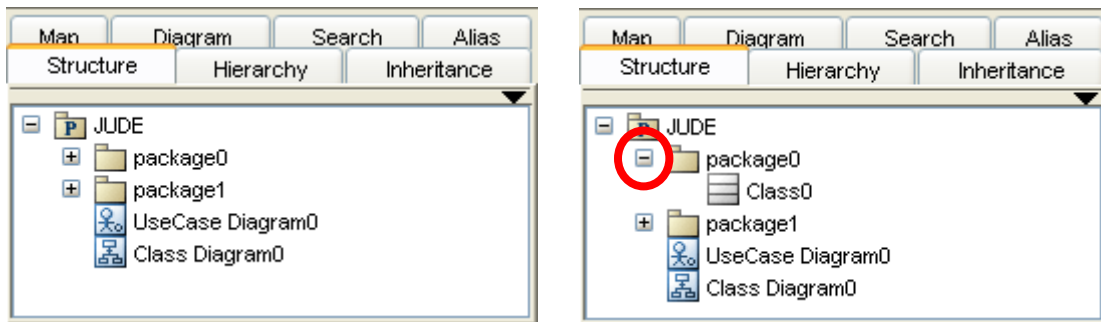 Map Diagram Search Alias
Structure Hierarchy Inheritance
P JUDE
package0
package1
UseCase Diagram0
Class Diagram0
Map Diagram Search Alias
Structure Hierarchy Inheritance
P JUDE
package0
Class0
package1
UseCase Diagram0
Class Diagram0